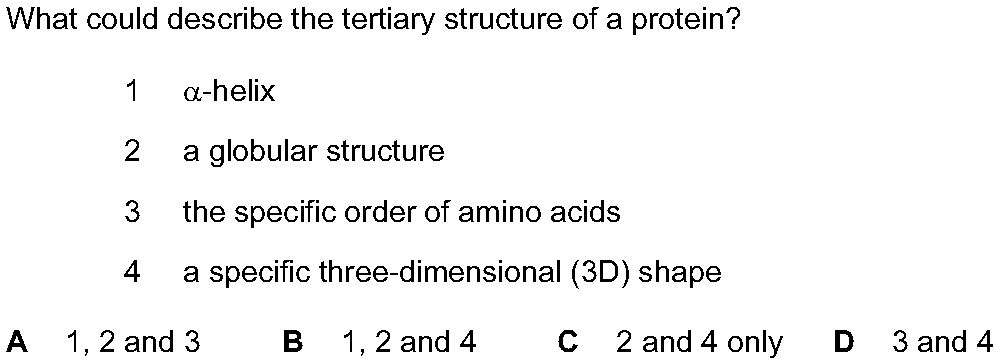 What could describe the tertiary structure of a protein?
1 α-helix
2 a globular structure
3 the specific order of amino acids
4 a specific three-dimensional (3D) shape
A 1, 2 and 3 B 1, 2 and 4 C 2 and 4 only D 3 and 4